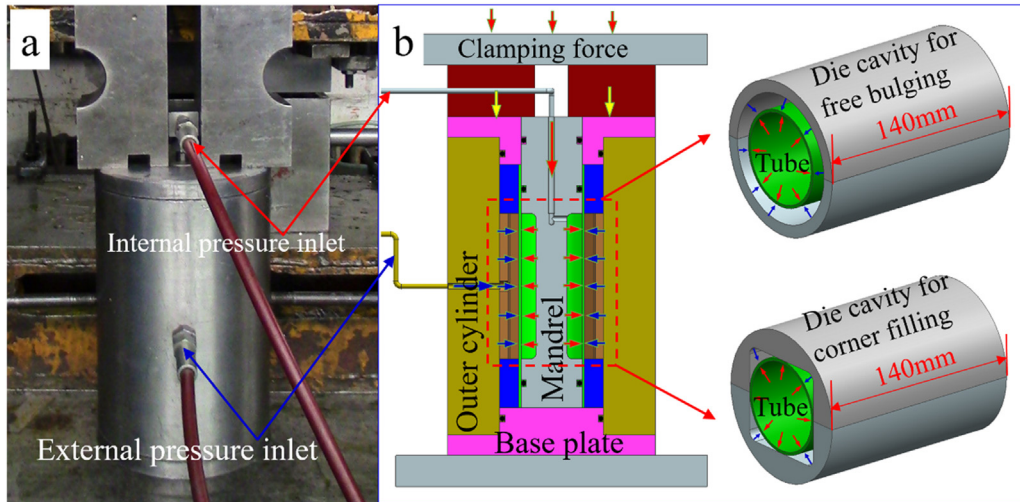 a
Internal pressure inlet
External pressure inlet
b
Clamping force
Outer cylinder
Mandrel
Base plate
Die cavity for
free bulging
140mm
Tube
Die cavity for
corner filling
140mm
Tube